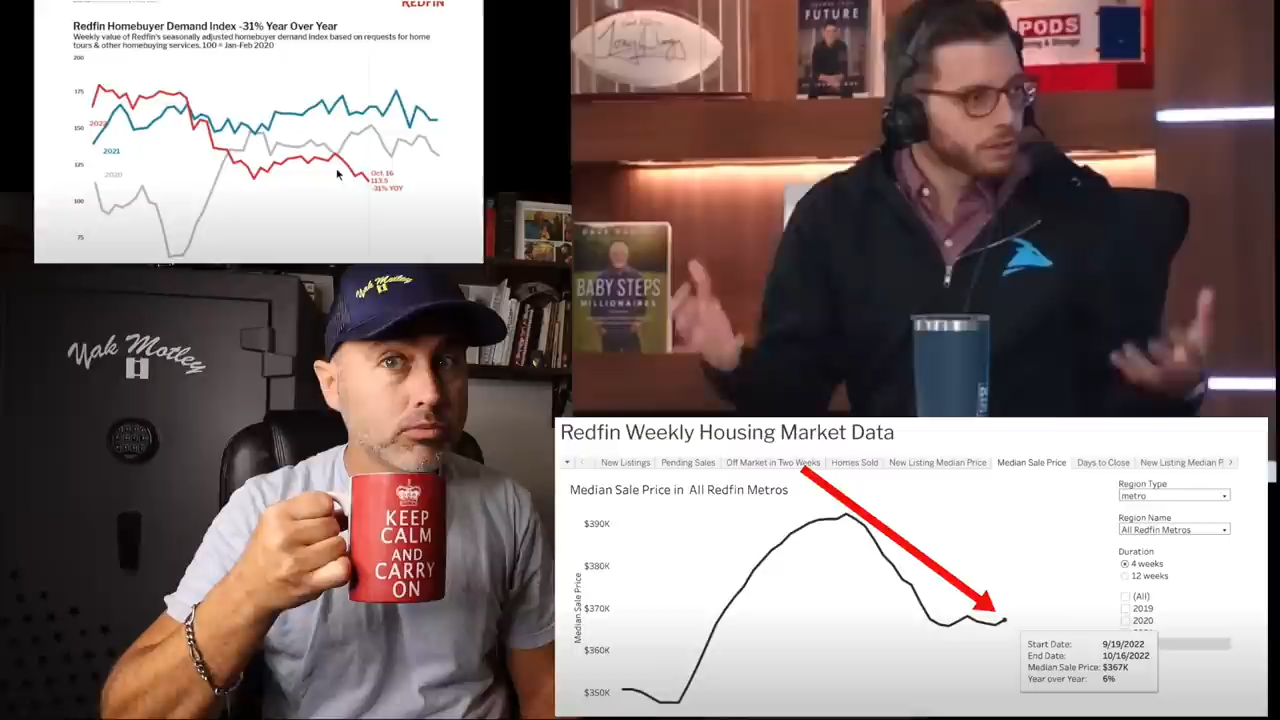 REDFIN
Redfin Homebuyer Demand Index -31% Year Over Year
Weekly value of Redfin's seasonally adjusted homebuyer demand index based on requests for home
tours & other homebuying services. 100 = Jan-Feb 2020
200
175
150
125
100
75
2022
2021
2020
Oct. 16
113.5
-31% YOY
FUTURE
PODS
BABY STEPS
MILLIONAIRES
Yak Motley
Yak Motley
KEEP
CALM
AND
CARRY
ON
Redfin Weekly Housing Market Data
New Listings
Pending Sales
Off Market in Two Weeks
Homes Sold
New Listing Median Price
Median Sale Price
Days to Close
New Listing Median P
Median Sale Price in All Redfin Metros
Median Sale Price
$390K
$380K
$370K
$360K
$350K
Region Type
metro
Region Name
All Redfin Metros
Duration
4 weeks
12 weeks
(All)
2019
2020
Start Date: 9/19/2022
End Date: 10/16/2022
Median Sale Price: $367K
Year over Year: 6%